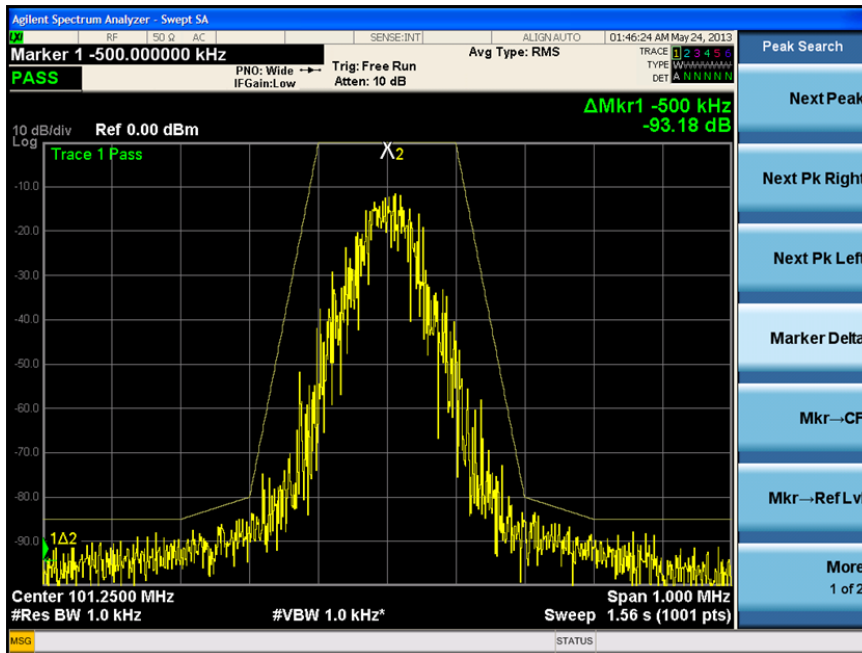 Agilent Spectrum Analyzer - Swept SA
LXI RF 50 Ω AC SENSE:INT ALIGN AUTO 01:46:24 AM May 24, 2013
Marker 1 -500.000000 kHz
PASS
PNO: Wide
IFGain:Low
Trig: Free Run
Atten: 10 dB
Avg Type: RMS
TRACE 1 2 3 4 5 6
TYPE W
DET A N N N N N
ΔMkr1 -500 kHz
-93.18 dB
10 dB/div Ref 0.00 dBm
Log
Trace 1 Pass
2
-10.0
-20.0
-30.0
-40.0
-50.0
-60.0
-70.0
-80.0
-90.0
1Δ2
Center 101.2500 MHz Span 1.000 MHz
#Res BW 1.0 kHz #VBW 1.0 kHz* Sweep 1.56 s (1001 pts)
MSG STATUS
Peak Search
Next Peak
Next Pk Right
Next Pk Left
Marker Delta
Mkr→CF
Mkr→Ref Lvl
More
1 of 2